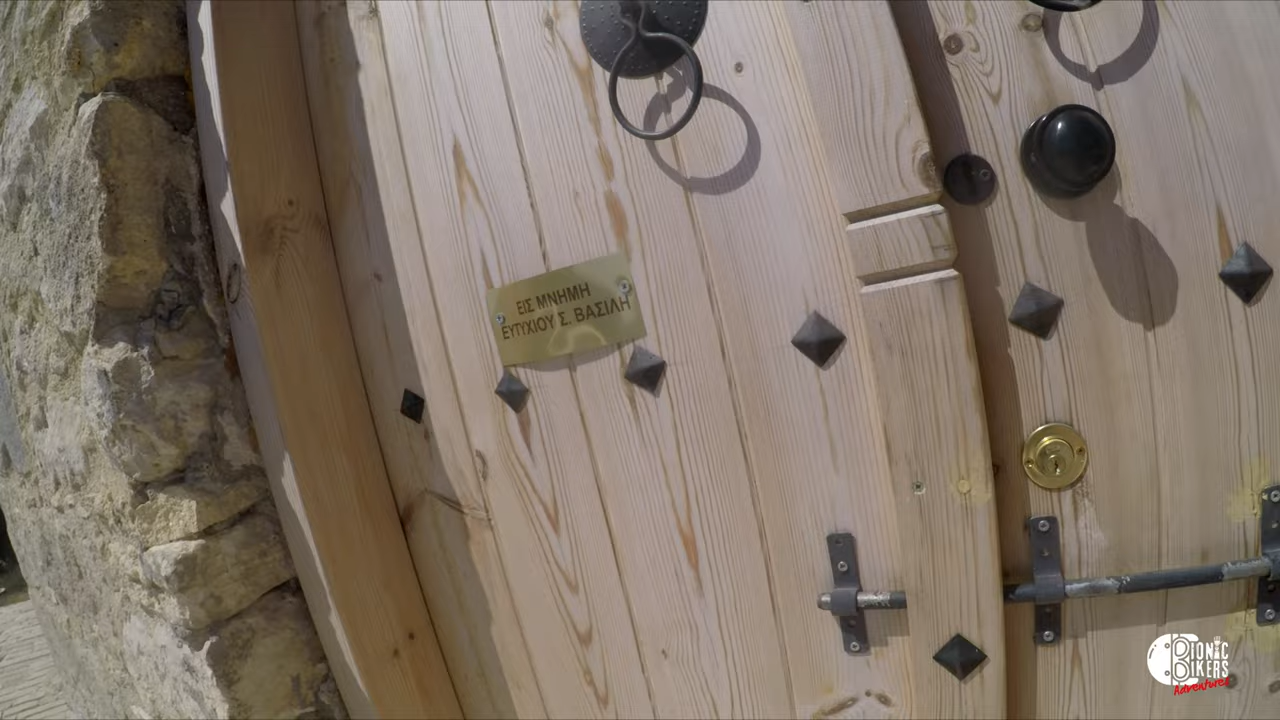 ΕΙΣ ΜΝΗΜΗ
ΕΥΤΥΧΙΟΥ Σ. ΒΑΣΙΛΗ
BIONIC
BIKERS
Adventures